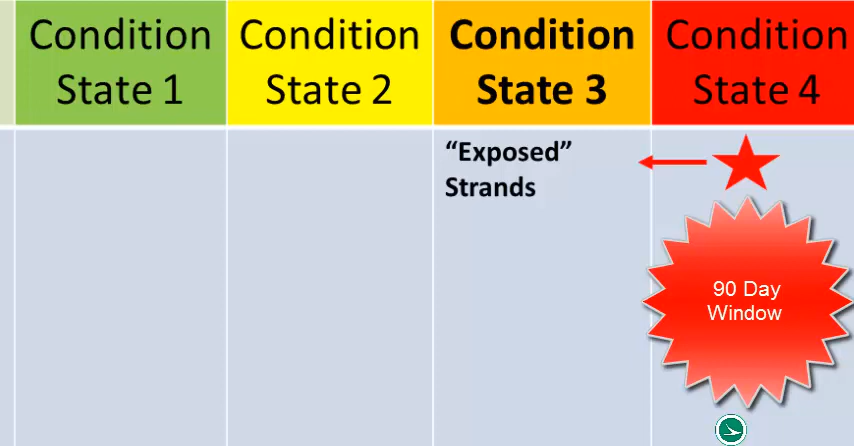 Condition
State 1
Condition
State 2
Condition
State 3
Condition
State 4
“Exposed”
Strands
90 Day
Window